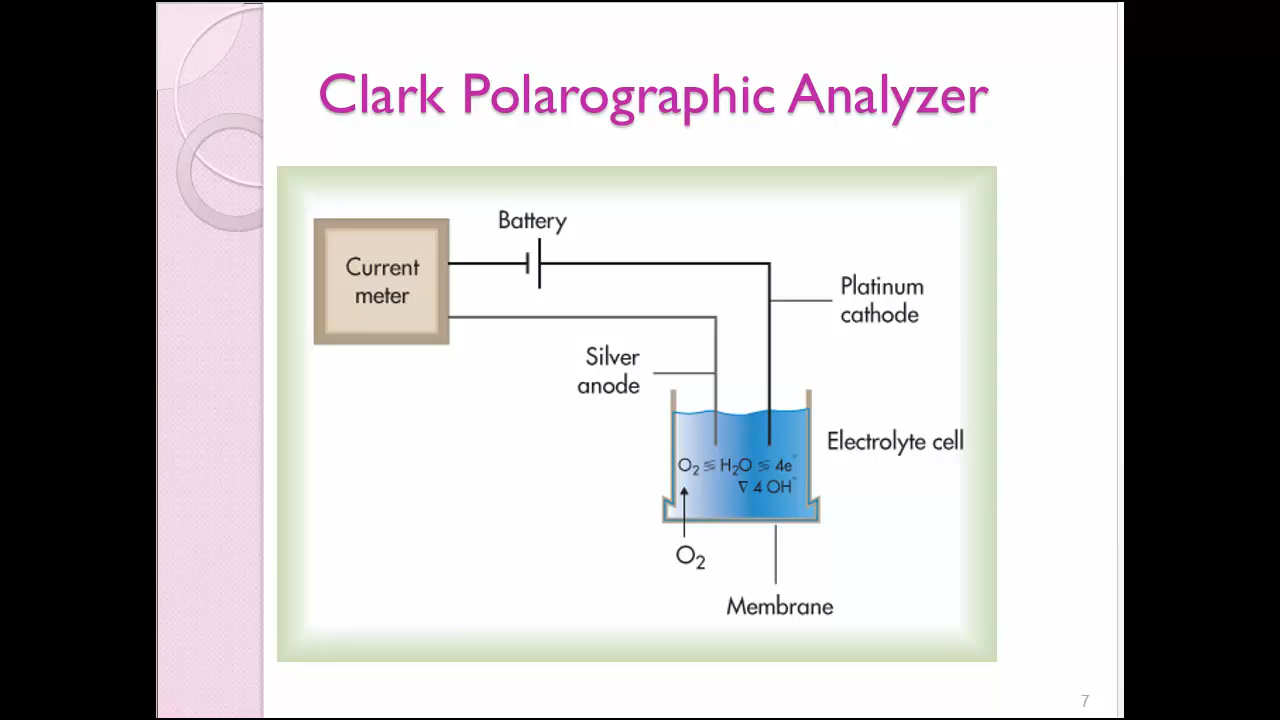 Clark Polarographic Analyzer
Battery
Current
meter
Platinum
cathode
Silver
anode
Electrolyte cell
O₂ ⪳ H₂O ⪳ 4e⁻
∇ 4 OH⁻
O₂
Membrane
7